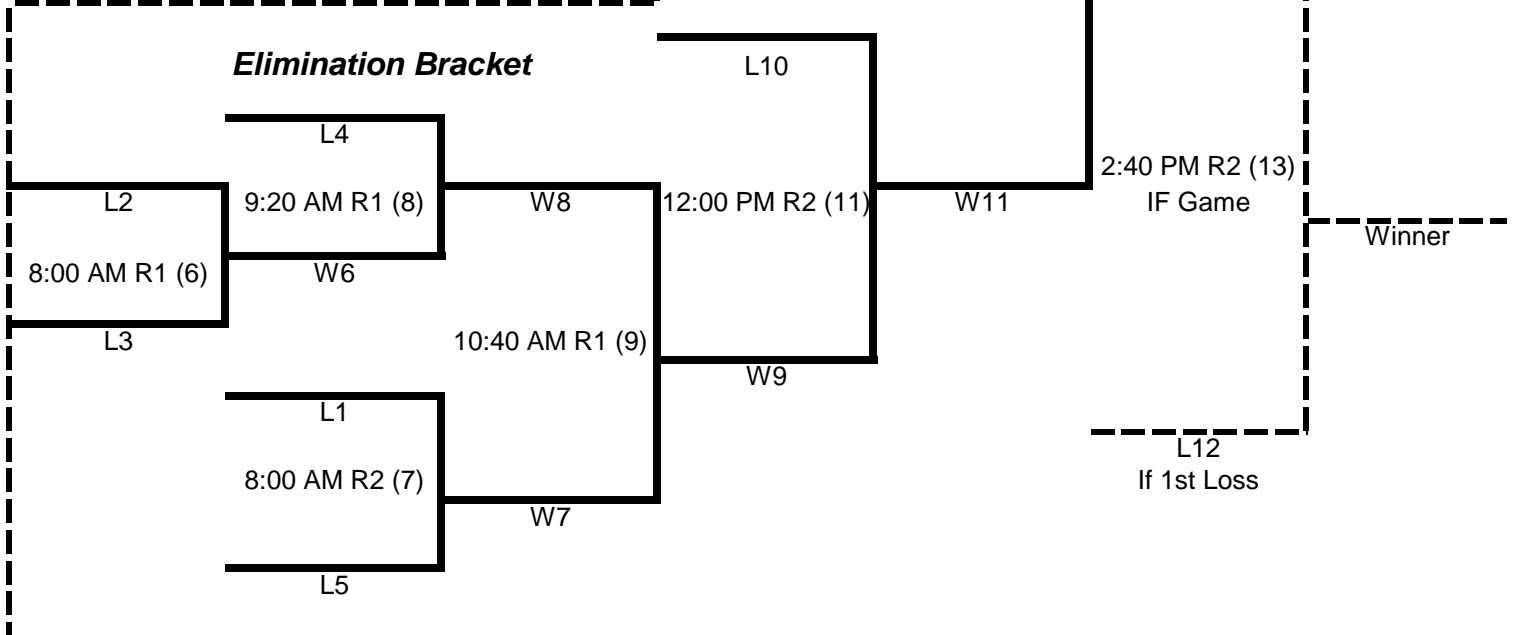 Elimination Bracket
L10
L4
2:40 PM R2 (13)
L2
9:20 AM R1 (8)
W8
12:00 PM R2 (11)
W11
IF Game
Winner
8:00 AM R1 (6)
W6
L3
10:40 AM R1 (9)
W9
L1
L12
8:00 AM R2 (7)
If 1st Loss
W7
L5